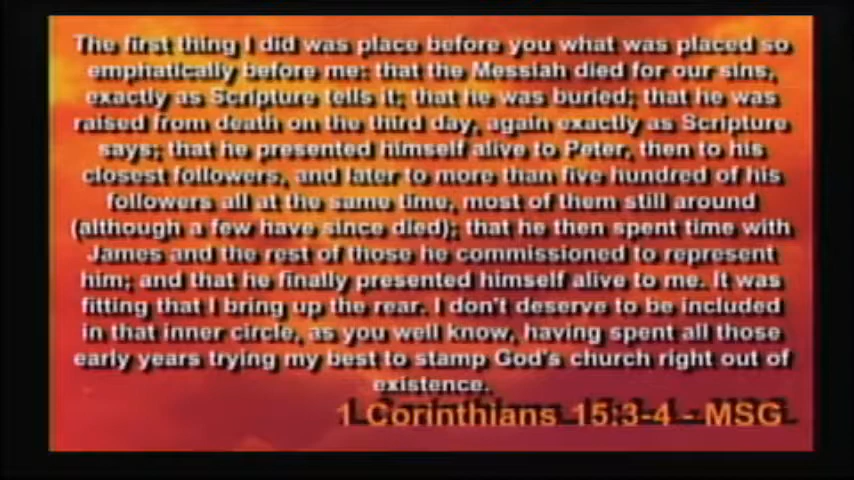 The first thing I did was place before you what was placed so
emphatically before me: that the Messiah died for our sins,
exactly as Scripture tells it; that he was buried; that he was
raised from death on the third day, again exactly as Scripture
says; that he presented himself alive to Peter, then to his
closest followers, and later to more than five hundred of his
followers all at the same time, most of them still around
(although a few have since died); that he then spent time with
James and the rest of those he commissioned to represent
him; and that he finally presented himself alive to me. It was
fitting that I bring up the rear. I don't deserve to be included
in that inner circle, as you well know, having spent all those
early years trying my best to stamp God's church right out of
existence.
1 Corinthians 15:3-4 - MSG